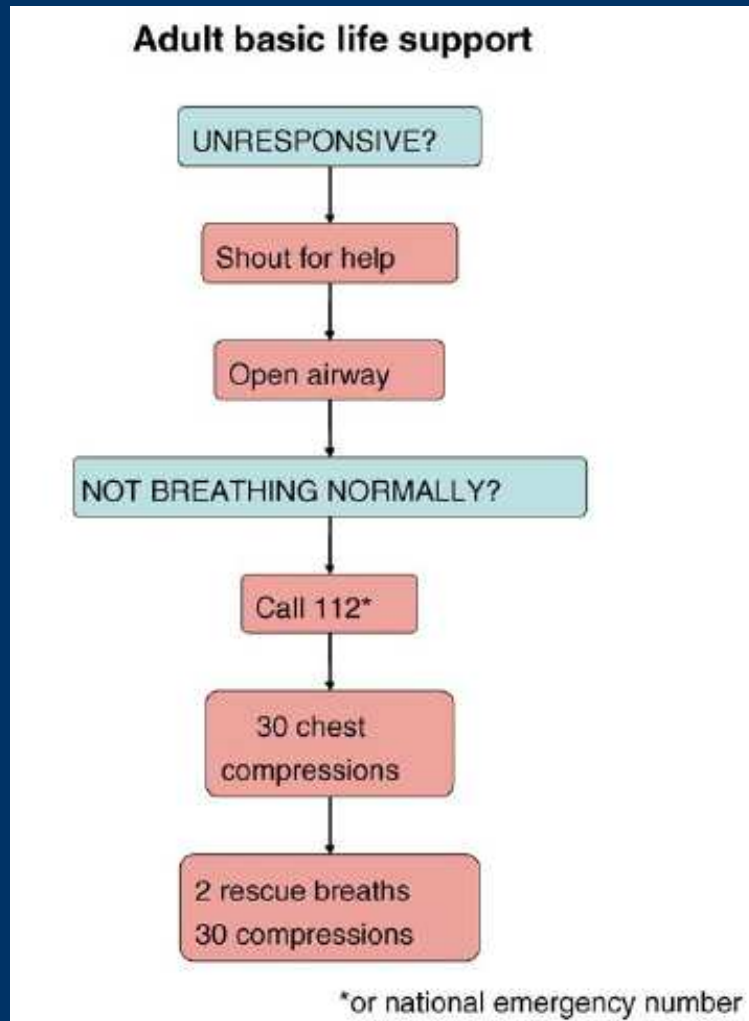 Adult basic life support
UNRESPONSIVE?
Shout for help
Open airway
NOT BREATHING NORMALLY?
Call 112*
30 chest
compressions
2 rescue breaths
30 compressions
*or national emergency number